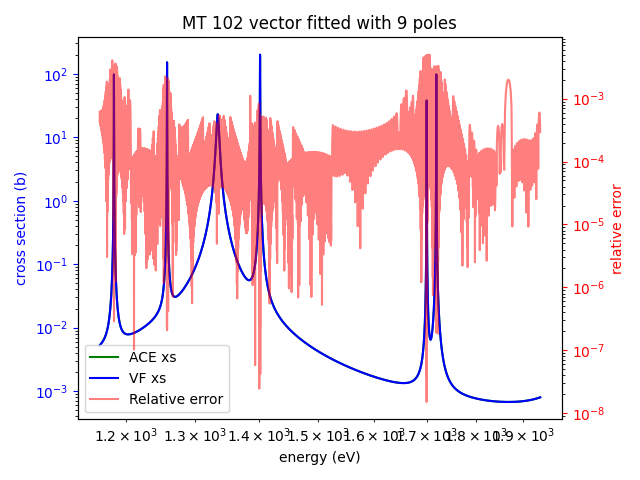 MT 102 vector fitted with 9 poles
10²
10¹
10⁰
10⁻¹
10⁻²
10⁻³
cross section (b)
10⁻³
10⁻⁴
10⁻⁵
10⁻⁶
10⁻⁷
10⁻⁸
relative error
ACE xs
VF xs
Relative error
1.2 × 10³ 1.3 × 10³ 1.4 × 10³ 1.5 × 10³ 1.6 × 10³ 1.7 × 10³ 1.8 × 10³ 1.9 × 10³
energy (eV)